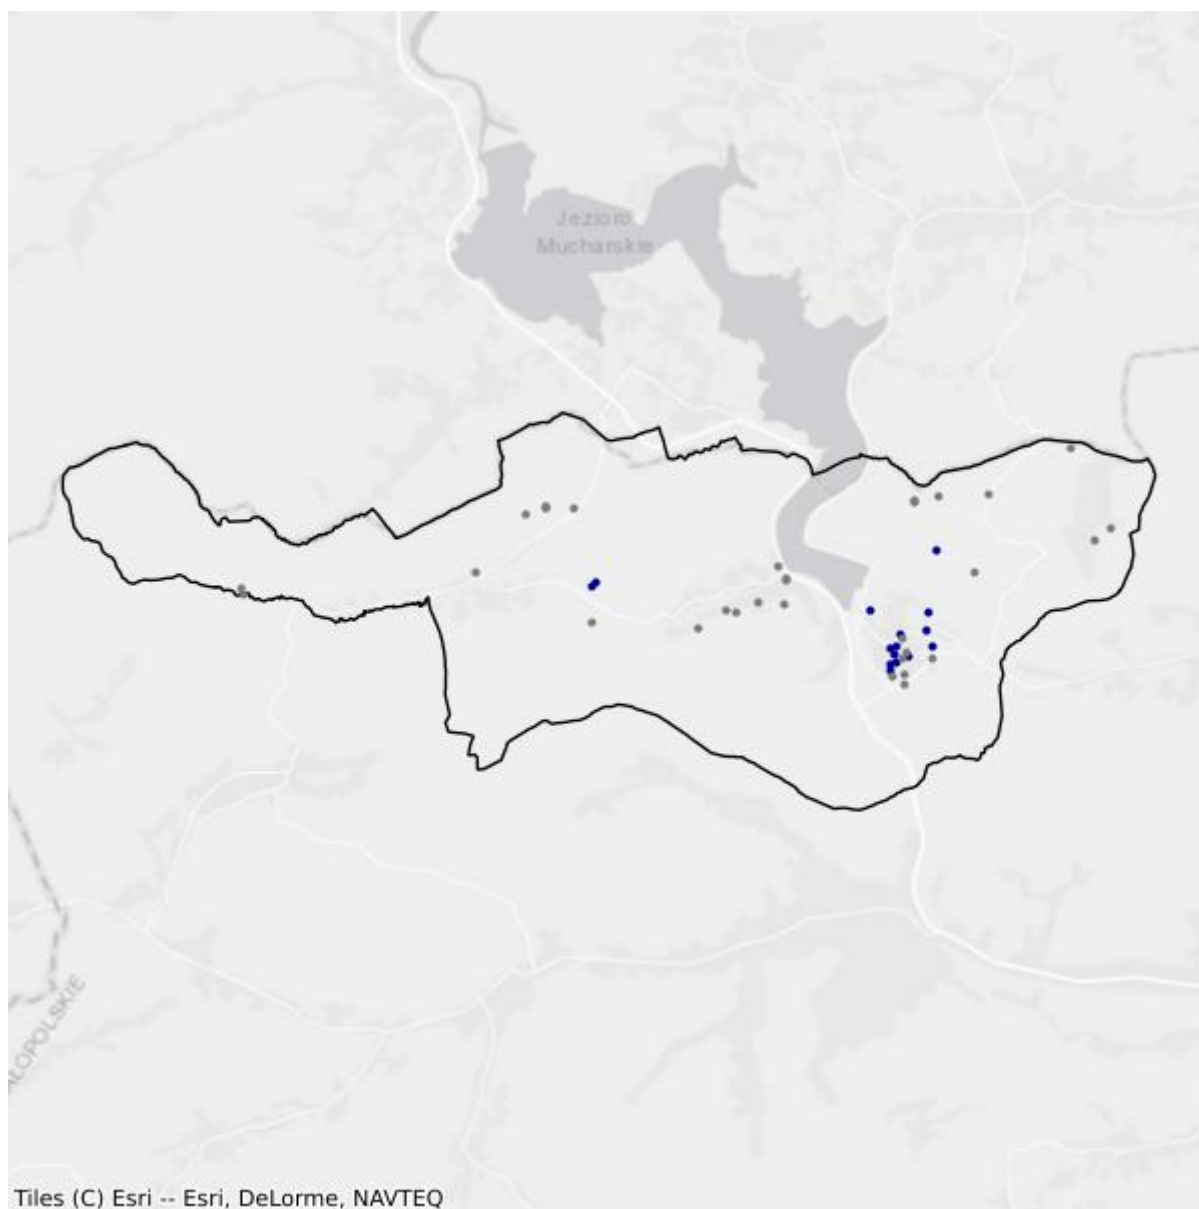 Jezioro
Mucharskie
ALOPOLSKIE
Tiles (C) Esri -- Esri, DeLorme, NAVTEQ